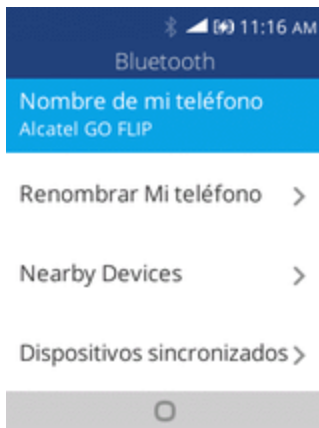 11:16 AM
Bluetooth
Nombre de mi teléfono
Alcatel GO FLIP
Renombrar Mi teléfono
Nearby Devices
Dispositivos sincronizados